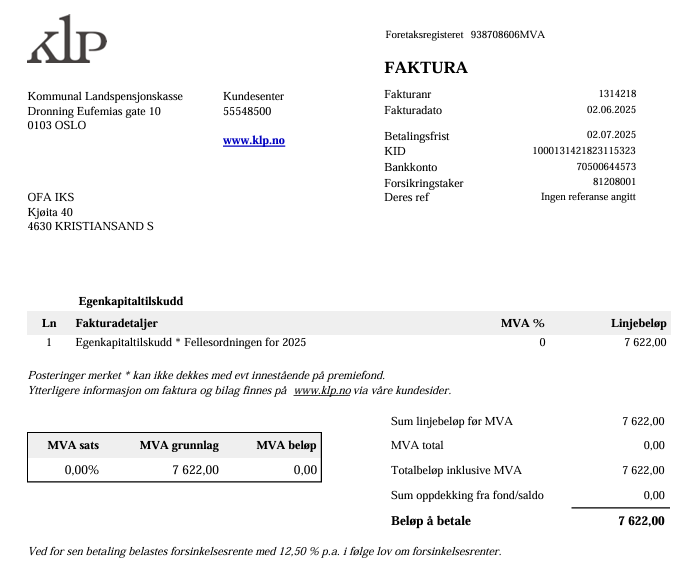 klp
Foretaksregisteret 938708606MVA
FAKTURA
Kommunal Landspensjonskasse
Dronning Eufemias gate 10
0103 OSLO
Kundesenter
55548500
www.klp.no
Fakturanr 1314218
Fakturadato 02.06.2025
Betalingsfrist 02.07.2025
KID 1000131421823115323
Bankkonto 70500644573
Forsikringstaker 81208001
Deres ref Ingen referanse angitt
OFA IKS
Kjøita 40
4630 KRISTIANSAND S
Egenkapitaltilskudd
Ln Fakturadetaljer MVA % Linjebeløp
1 Egenkapitaltilskudd * Fellesordningen for 2025 0 7 622,00
Posteringer merket * kan ikke dekkes med evt innestående på premiefond.
Ytterligere informasjon om faktura og bilag finnes på www.klp.no via våre kundesider.
MVA sats MVA grunnlag MVA beløp
0,00% 7 622,00 0,00
Sum linjebeløp før MVA 7 622,00
MVA total 0,00
Totalbeløp inklusive MVA 7 622,00
Sum oppdekking fra fond/saldo 0,00
Beløp å betale 7 622,00
Ved for sen betaling belastes forsinkelsesrente med 12,50 % p.a. i følge lov om forsinkelsesrenter.